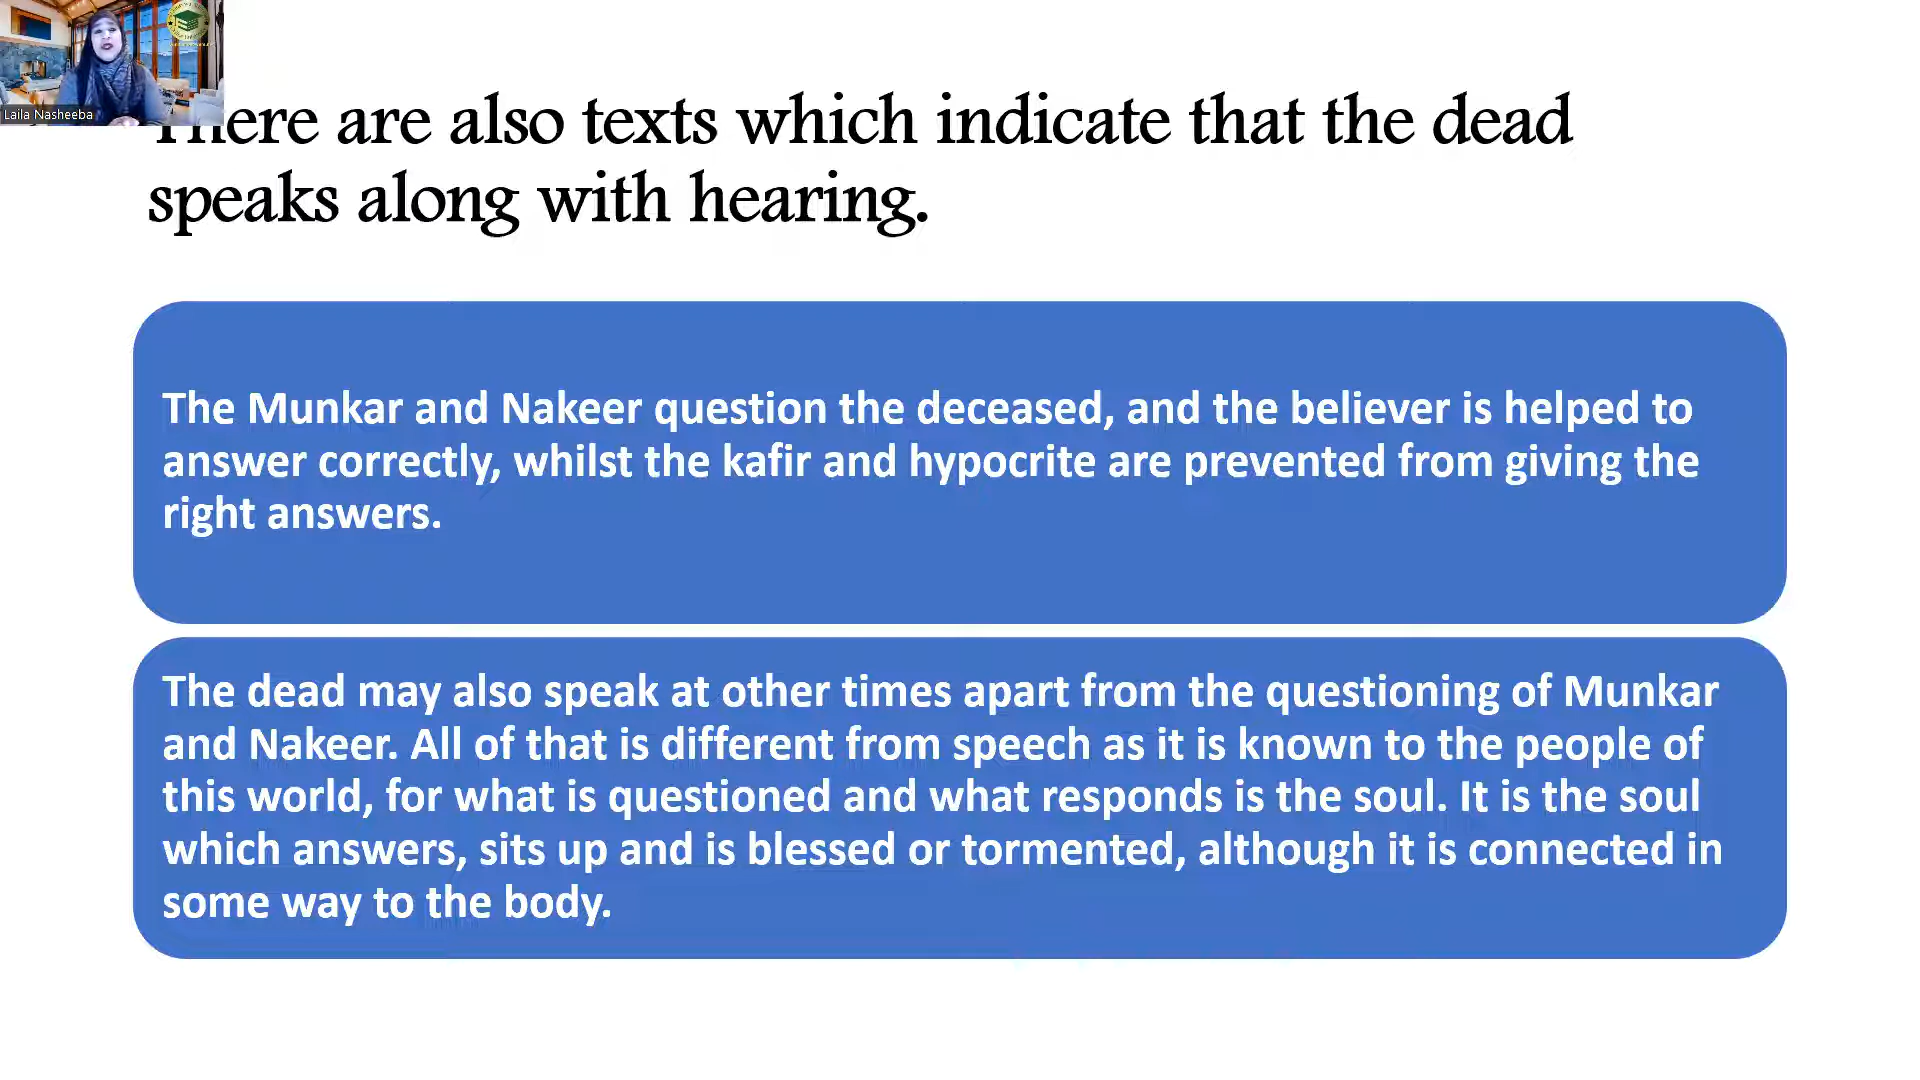 Laila Nasheeba
There are also texts which indicate that the dead
speaks along with hearing.
The Munkar and Nakeer question the deceased, and the believer is helped to
answer correctly, whilst the kafir and hypocrite are prevented from giving the
right answers.
The dead may also speak at other times apart from the questioning of Munkar
and Nakeer. All of that is different from speech as it is known to the people of
this world, for what is questioned and what responds is the soul. It is the soul
which answers, sits up and is blessed or tormented, although it is connected in
some way to the body.